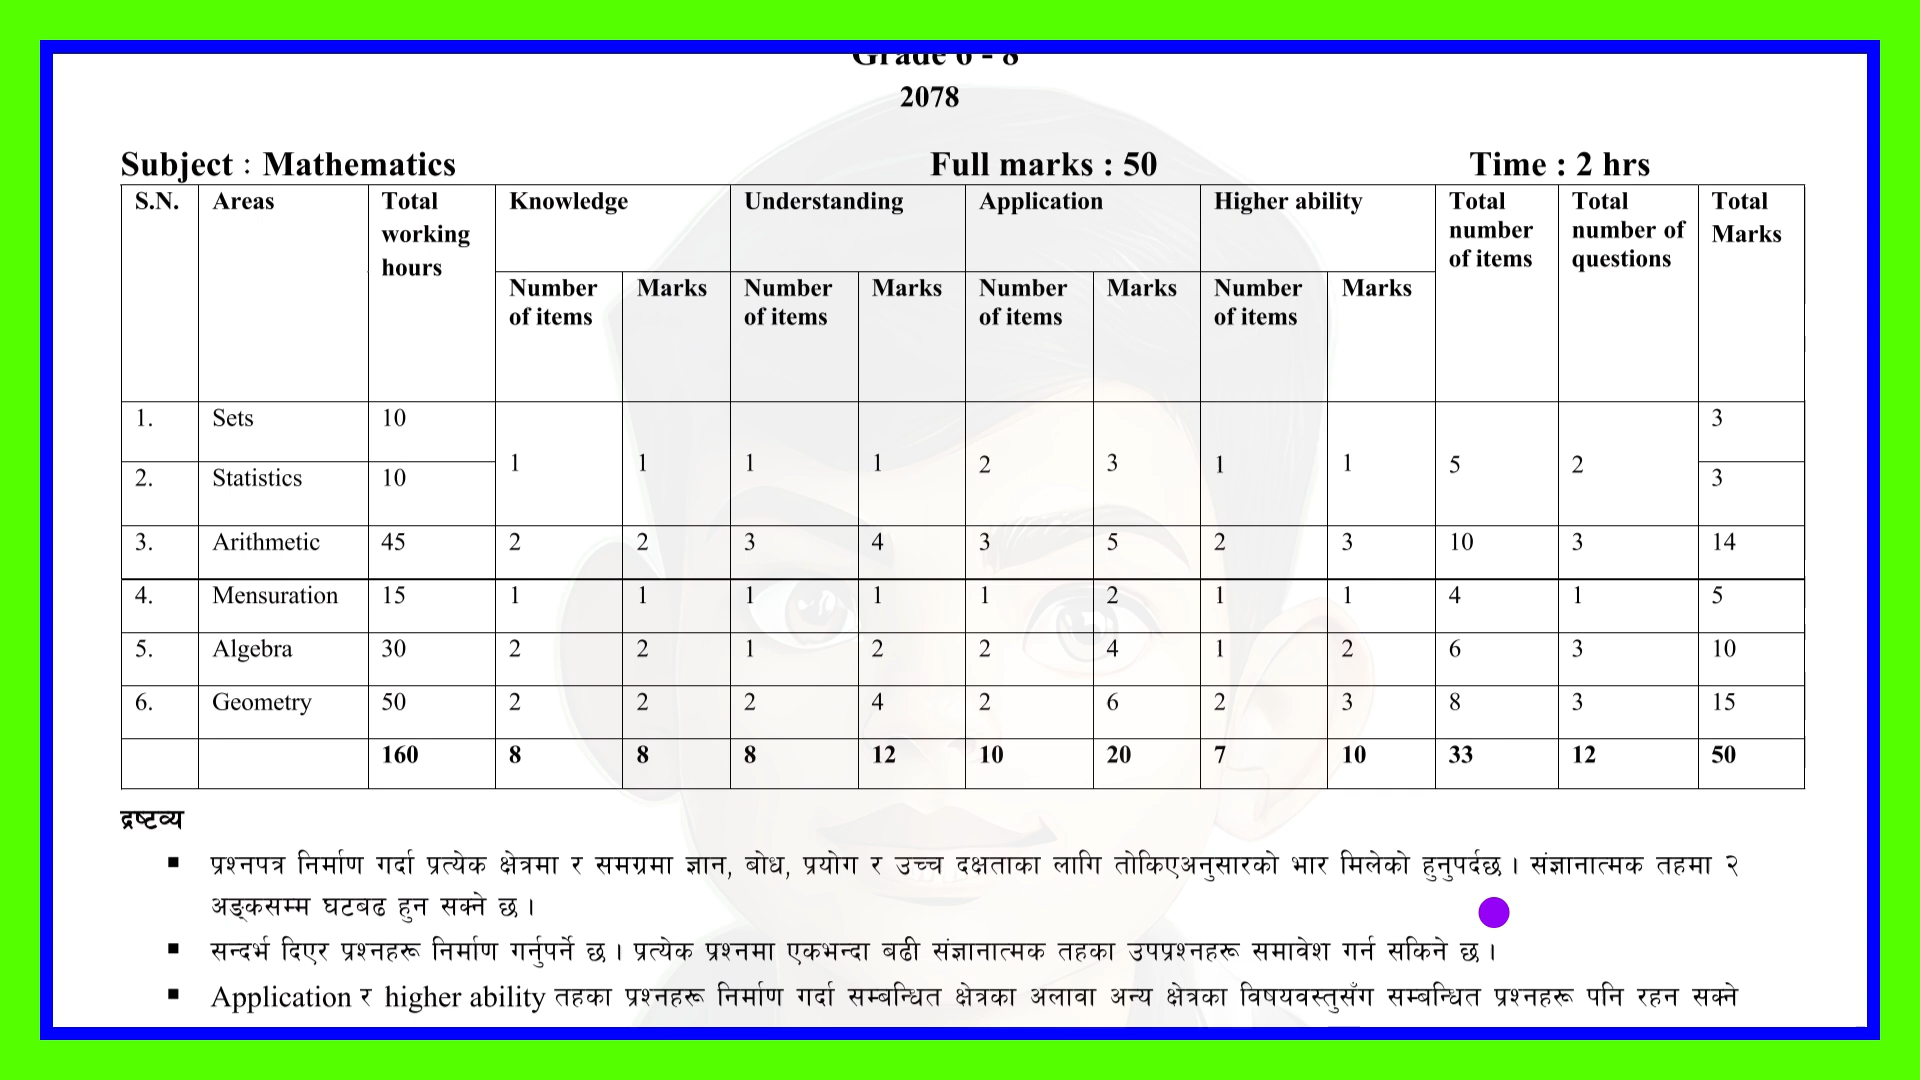 Grade 6 - 8
2078
Subject : Mathematics Full marks : 50 Time : 2 hrs
S.N. Areas Total working hours Knowledge Understanding Application Higher ability Total number of items Total number of questions Total Marks
Number of items Marks Number of items Marks Number of items Marks Number of items Marks
1. Sets 10 1 1 1 1 2 3 1 1 5 2 3
2. Statistics 10 3
3. Arithmetic 45 2 2 3 4 3 5 2 3 10 3 14
4. Mensuration 15 1 1 1 1 1 2 1 1 4 1 5
5. Algebra 30 2 2 1 2 2 4 1 2 6 3 10
6. Geometry 50 2 2 2 4 2 6 2 3 8 3 15
160 8 8 8 12 10 20 7 10 33 12 50
द्रष्टव्य
▪ प्रश्नपत्र निर्माण गर्दा प्रत्येक क्षेत्रमा र समग्रमा ज्ञान, बोध, प्रयोग र उच्च दक्षताका लागि तोकिएअनुसारको भार मिलेको हुनुपर्दछ । संज्ञानात्मक तहमा २
अङ्कसम्म घटबढ हुन सक्ने छ ।
▪ सन्दर्भ दिएर प्रश्नहरू निर्माण गर्नुपर्ने छ । प्रत्येक प्रश्नमा एकभन्दा बढी संज्ञानात्मक तहका उपप्रश्नहरू समावेश गर्न सकिने छ ।
▪ Application र higher ability तहका प्रश्नहरू निर्माण गर्दा सम्बन्धित क्षेत्रका अलावा अन्य क्षेत्रका विषयवस्तुसँग सम्बन्धित प्रश्नहरू पनि रहन सक्ने